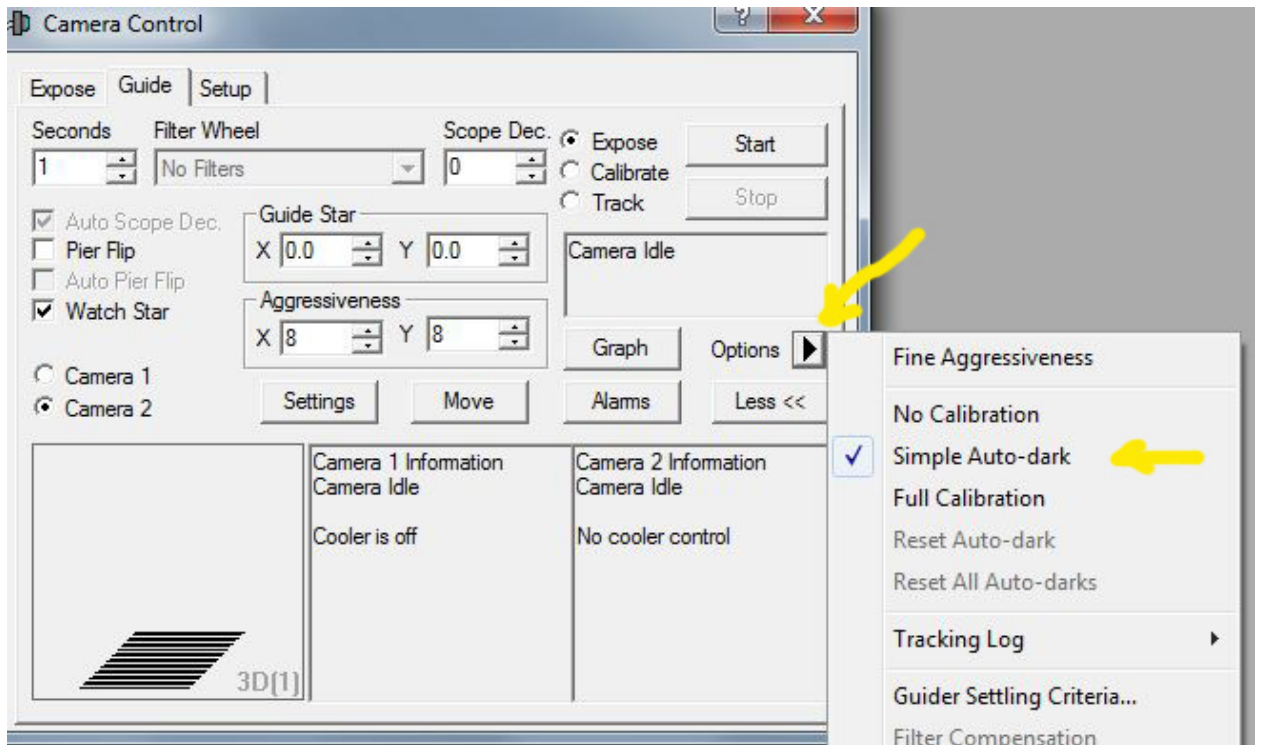 Camera Control
Expose Guide Setup
Seconds Filter Wheel Scope Dec.
1 No Filters 0
Expose
Calibrate
Track
Start
Stop
Auto Scope Dec.
Pier Flip
Auto Pier Flip
Watch Star
Guide Star
X 0.0 Y 0.0
Aggressiveness
X 8 Y 8
Camera Idle
Graph Options
Camera 1
Camera 2
Settings Move Alarms Less <<
3D(1)
Camera 1 Information
Camera Idle
Cooler is off
Camera 2 Information
Camera Idle
No cooler control
Fine Aggressiveness
No Calibration
Simple Auto-dark
Full Calibration
Reset Auto-dark
Reset All Auto-darks
Tracking Log
Guider Settling Criteria...
Filter Compensation